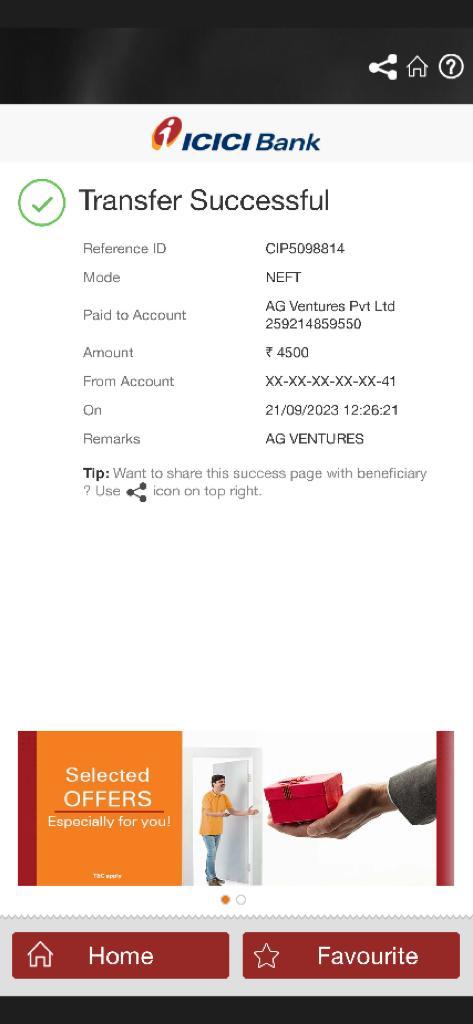 ICICI Bank
Transfer Successful
Reference ID CIP5098814
Mode NEFT
Paid to Account AG Ventures Pvt Ltd
259214859550
Amount ₹ 4500
From Account XX-XX-XX-XX-XX-41
On 21/09/2023 12:26:21
Remarks AG VENTURES
Tip: Want to share this success page with beneficiary
? Use icon on top right.
Selected
OFFERS
Especially for you!
T&C apply
Home Favourite